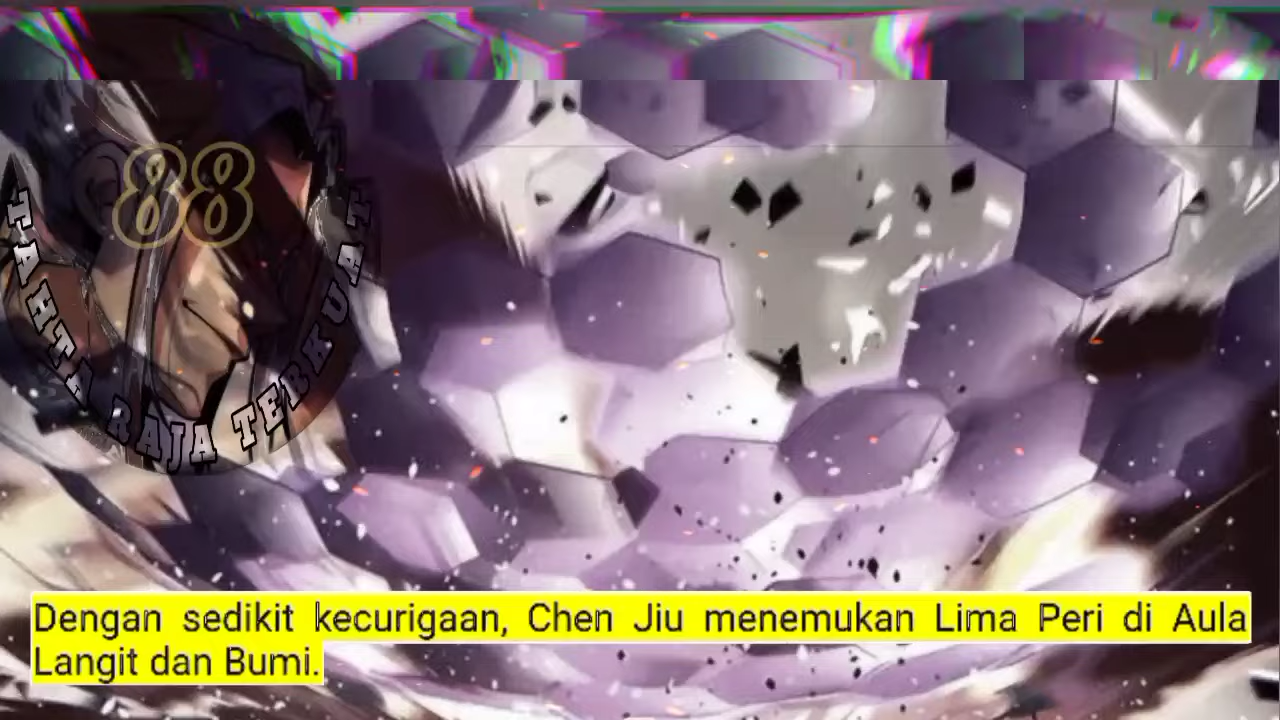 88
TAHTA RAJA TERKUAT
Dengan sedikit kecurigaan, Chen Jiu menemukan Lima Peri di Aula
Langit dan Bumi.